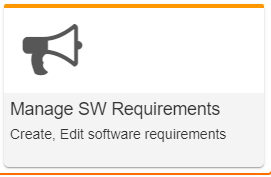 Manage SW Requirements
Create, Edit software requirements